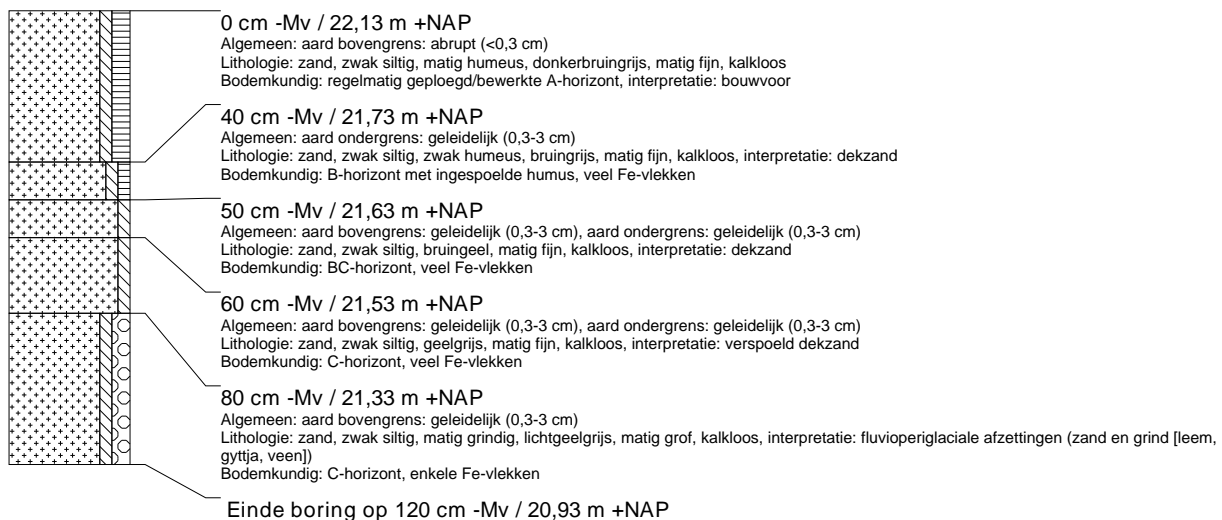 0 cm -Mv / 22,13 m +NAP
Algemeen: aard bovengrens: abrupt (<0,3 cm)
Lithologie: zand, zwak siltig, matig humeus, donkerbruingrijs, matig fijn, kalkloos
Bodemkundig: regelmatig geploegd/bewerkte A-horizont, interpretatie: bouwvoor
40 cm -Mv / 21,73 m +NAP
Algemeen: aard ondergrens: geleidelijk (0,3-3 cm)
Lithologie: zand, zwak siltig, zwak humeus, bruingrijs, matig fijn, kalkloos, interpretatie: dekzand
Bodemkundig: B-horizont met ingespoelde humus, veel Fe-vlekken
50 cm -Mv / 21,63 m +NAP
Algemeen: aard bovengrens: geleidelijk (0,3-3 cm), aard ondergrens: geleidelijk (0,3-3 cm)
Lithologie: zand, zwak siltig, bruingeel, matig fijn, kalkloos, interpretatie: dekzand
Bodemkundig: BC-horizont, veel Fe-vlekken
60 cm -Mv / 21,53 m +NAP
Algemeen: aard bovengrens: geleidelijk (0,3-3 cm), aard ondergrens: geleidelijk (0,3-3 cm)
Lithologie: zand, zwak siltig, geelgrijs, matig fijn, kalkloos, interpretatie: verspoeld dekzand
Bodemkundig: C-horizont, veel Fe-vlekken
80 cm -Mv / 21,33 m +NAP
Algemeen: aard bovengrens: geleidelijk (0,3-3 cm)
Lithologie: zand, zwak siltig, matig grindig, lichtgeelgrijs, matig grof, kalkloos, interpretatie: fluvioperiglaciale afzettingen (zand en grind [leem,
gyttja, veen])
Bodemkundig: C-horizont, enkele Fe-vlekken
Einde boring op 120 cm -Mv / 20,93 m +NAP